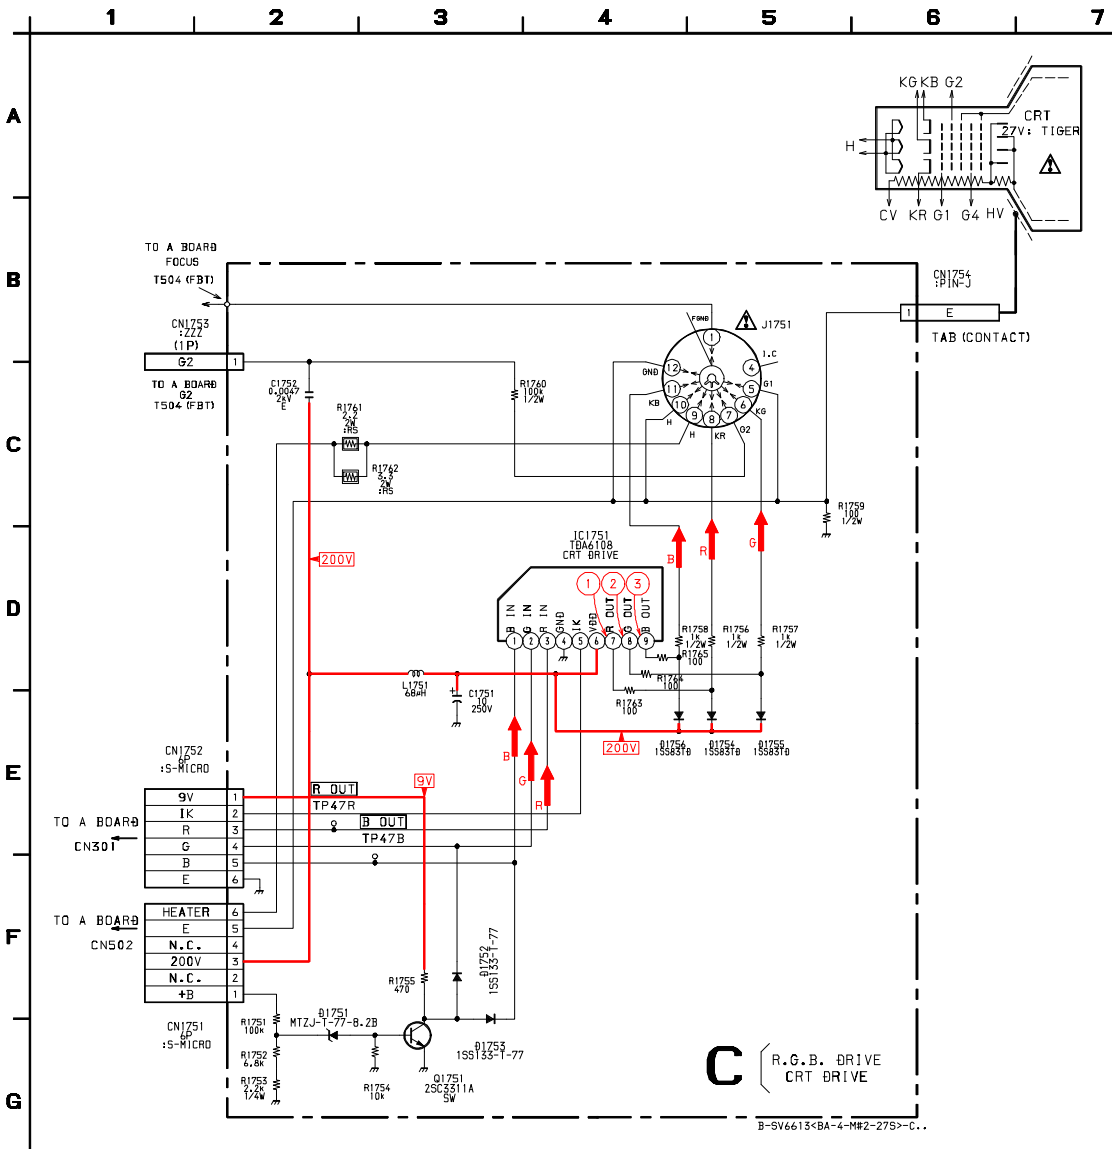 1 2 3 4 5 6 7
A
B
C
D
E
F
G
KG KB G2
CRT
27V: TIGER
H
CV KR G1 G4 HV
TO A BOARD
FOCUS
T504 (FBT)
CN1753
:ZZZ
(1P)
G2 1
TO A BOARD
G2
T504 (FBT)
CN1754
:PIN-J
1 E
TAB (CONTACT)
J1751
FGND
1
I.C
4
GND 12
11
KB
10
H
9
H
8
KR
7
G2
6
KG
5
G1
C1752
0.0047
2kV
E
R1761
2.2
2W
:RS
R1762
3.3
2W
:RS
R1760
100k
1/2W
R1759
100
1/2W
200V
IC1751
TDA6108
CRT DRIVE
1 2 3
B IN
G IN
R IN
GND
IK
VDD
R OUT
G OUT
B OUT
1 2 3 4 5 6 7 8 9
B
R
G
R1758
1k
1/2W
R1756
1k
1/2W
R1757
1k
1/2W
R1765
100
R1764
100
R1763
100
L1751
68µH
C1751
10
250V
+
D1756
1SS83TD
D1754
1SS83TD
D1755
1SS83TD
200V
B
G
R
9V
CN1752
6P
:S-MICRO
TO A BOARD
CN301
9V 1
IK 2
R 3
G 4
B 5
E 6
R OUT
TP47R
B OUT
TP47B
TO A BOARD
CN502
HEATER 6
E 5
N.C. 4
200V 3
N.C. 2
+B 1
CN1751
6P
:S-MICRO
R1751
100k
R1752
6.8k
R1753
2.2k
1/4W
D1751
MTZJ-T-77-8.2B
R1754
10k
R1755
470
D1752
1SS133-T-77
D1753
1SS133-T-77
Q1751
2SC3311A
SW
C
R.G.B. DRIVE
CRT DRIVE
B-SV6613<BA-4-M#2-27S>-C..